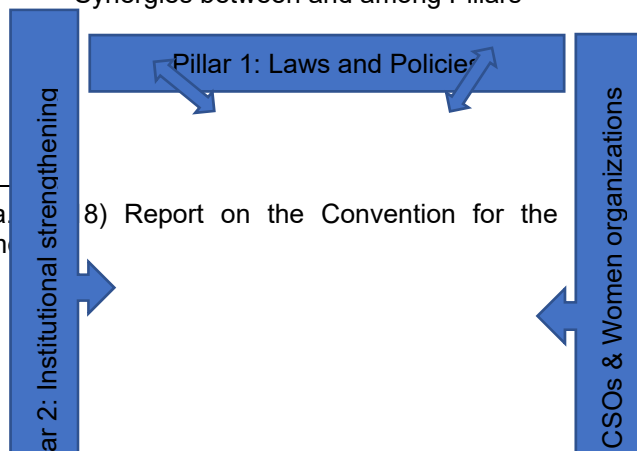 Synergies between and among Pillars
Pillar 1: Laws and Policies
ar 2: Institutional strengthening
8) Report on the Convention for the
CSOs & Women organizations